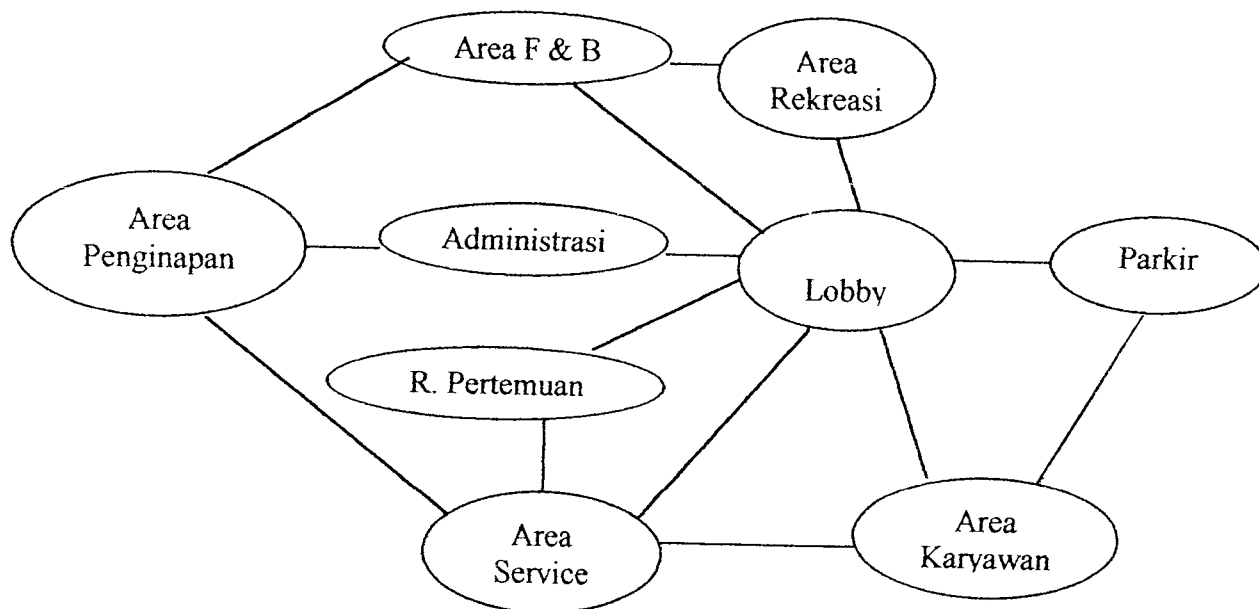 Area F & B
Area
Rekreasi
Area
Penginapan
Administrasi
Lobby
Parkir
R. Pertemuan
Area
Service
Area
Karyawan